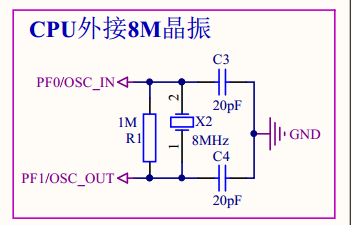 CPU外接8M晶振
C3
PF0/OSC_IN
2
20pF
1M
X2
R1
8MHz
GND
1
C4
PF1/OSC_OUT
20pF